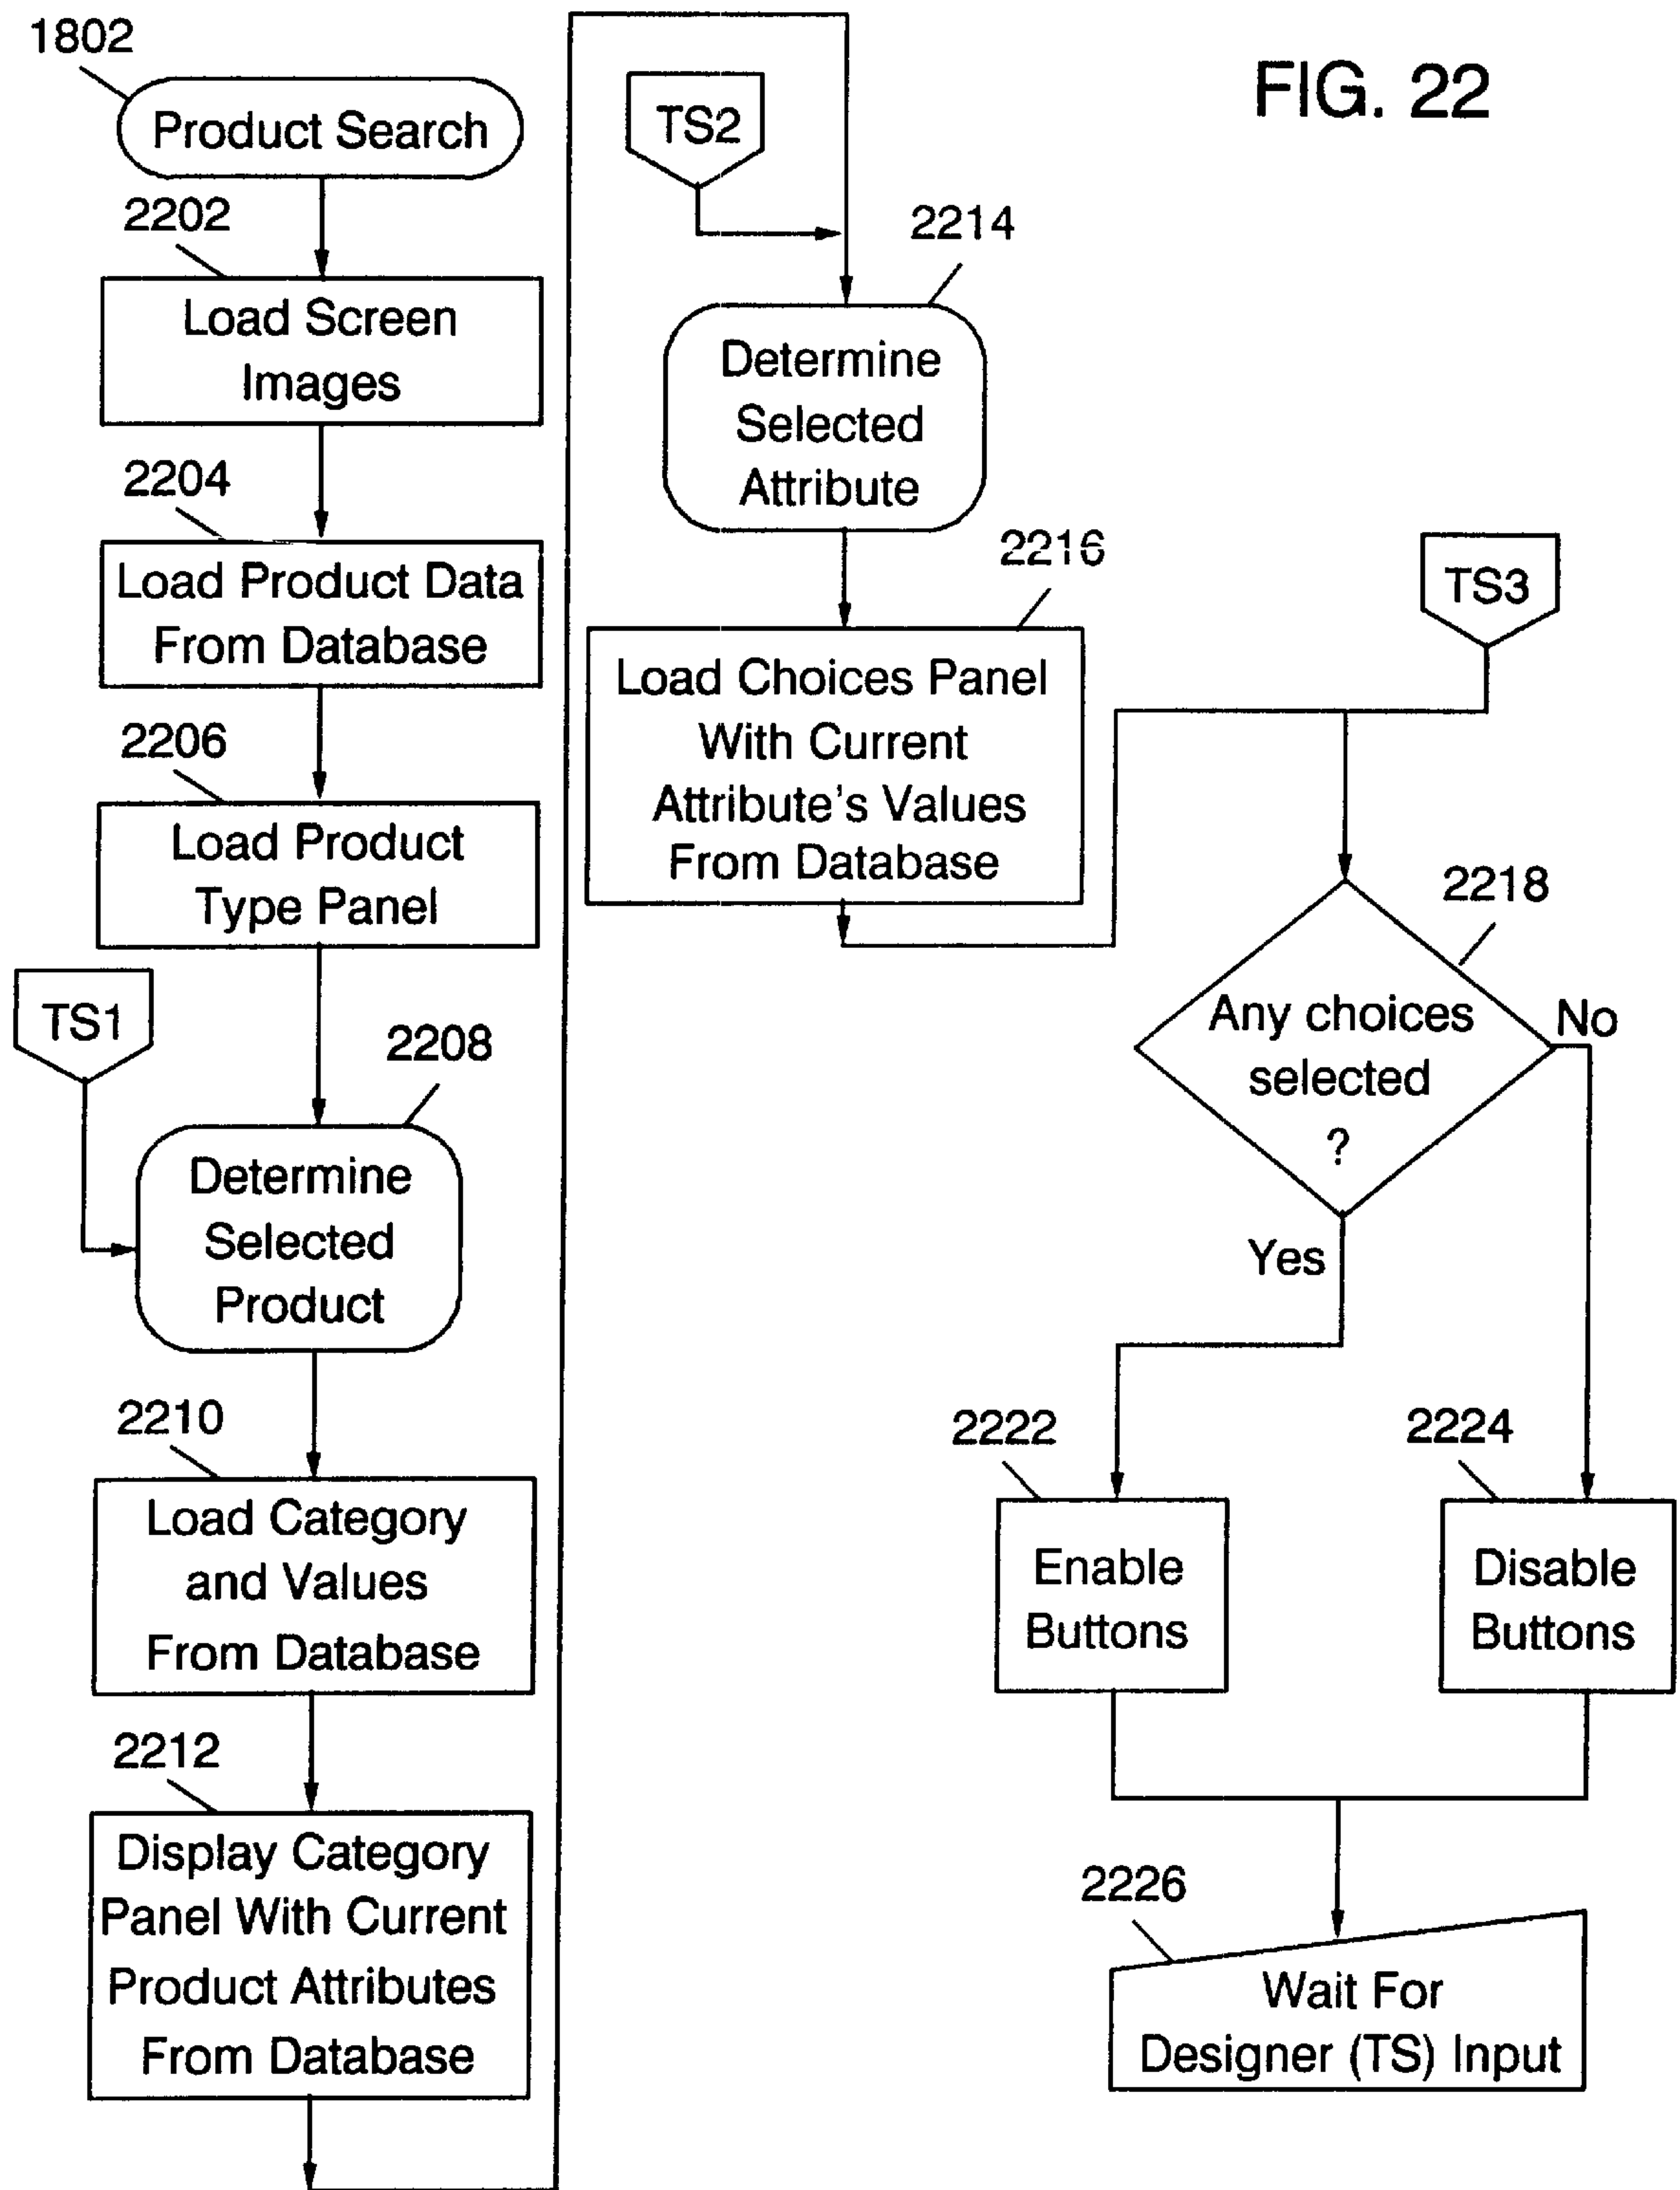 FIG. 22
1802
Product Search
2202
Load Screen
Images
2204
Load Product Data
From Database
2206
Load Product
Type Panel
TS1
2208
Determine
Selected
Product
2210
Load Category
and Values
From Database
2212
Display Category
Panel With Current
Product Attributes
From Database
TS2
2214
Determine
Selected
Attribute
2216
Load Choices Panel
With Current
Attribute's Values
From Database
TS3
2218
Any choices
selected
?
No
Yes
2222
Enable
Buttons
2224
Disable
Buttons
2226
Wait For
Designer (TS) Input